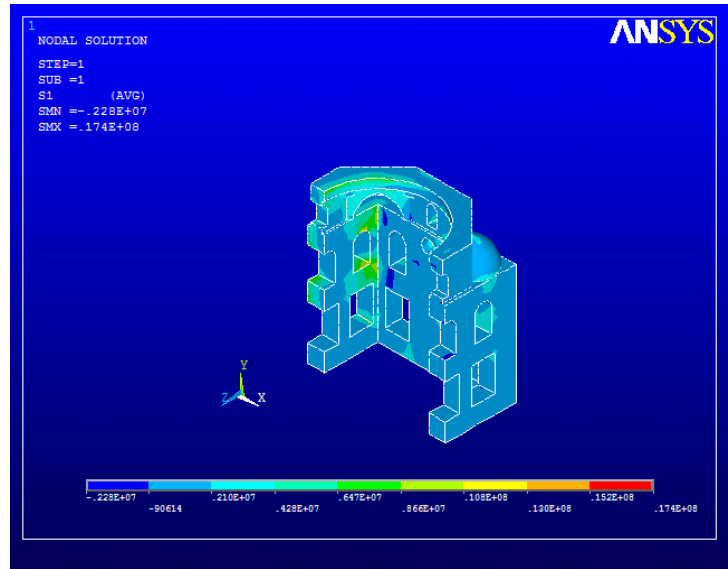 1
ANSYS
NODAL SOLUTION
STEP=1
SUB =1
S1 (AVG)
SMN =-.228E+07
SMX =.174E+08
Y
Z X
-.228E+07 .210E+07 .647E+07 .108E+08 .152E+08
-90614 .428E+07 .866E+07 .130E+08 .174E+08